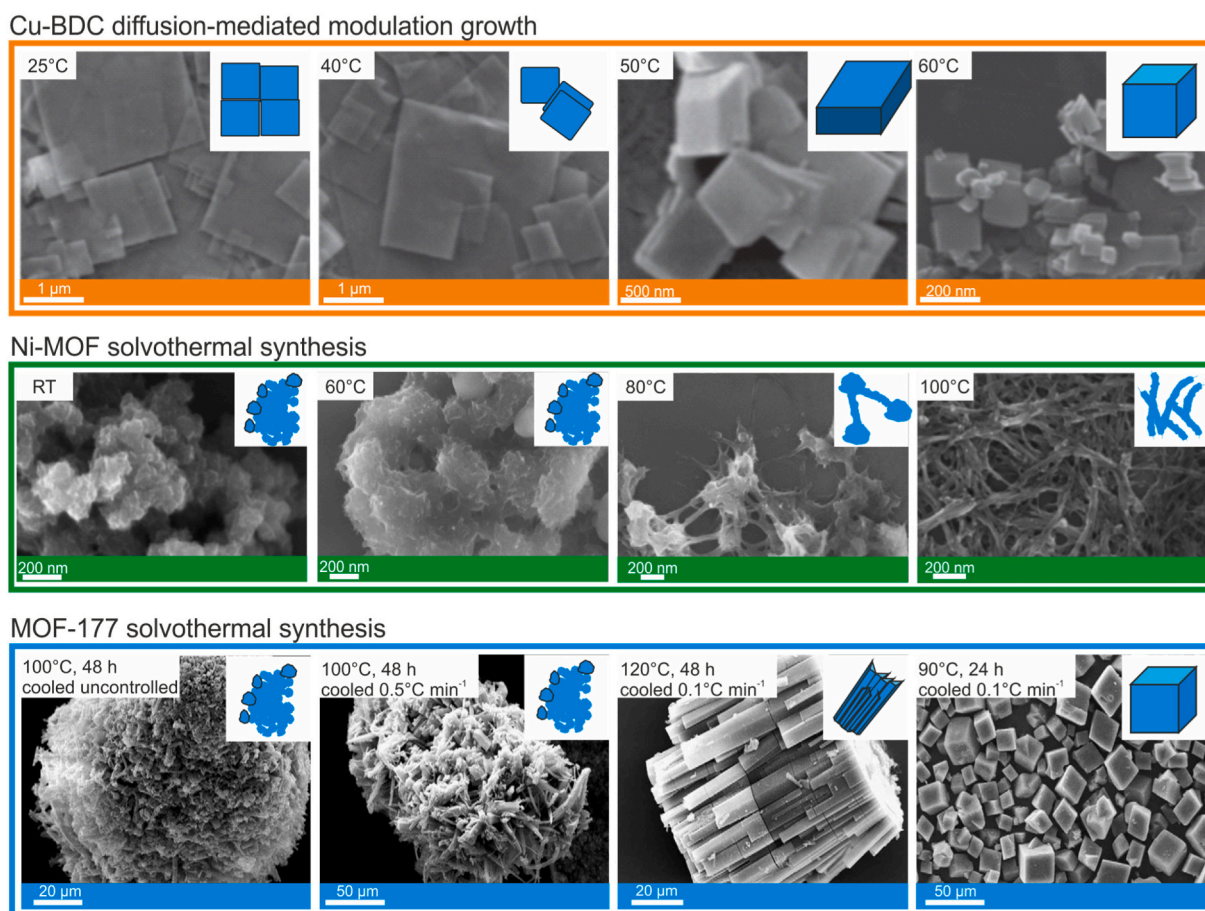 Cu-BDC diffusion-mediated modulation growth
25°C
40°C
50°C
60°C
1 µm
1 µm
500 nm
200 nm
Ni-MOF solvothermal synthesis
RT
60°C
80°C
100°C
200 nm
200 nm
200 nm
200 nm
MOF-177 solvothermal synthesis
100°C, 48 h
cooled uncontrolled
100°C, 48 h
cooled 0.5°C min⁻¹
120°C, 48 h
cooled 0.1°C min⁻¹
90°C, 24 h
cooled 0.1°C min⁻¹
20 µm
50 µm
20 µm
50 µm